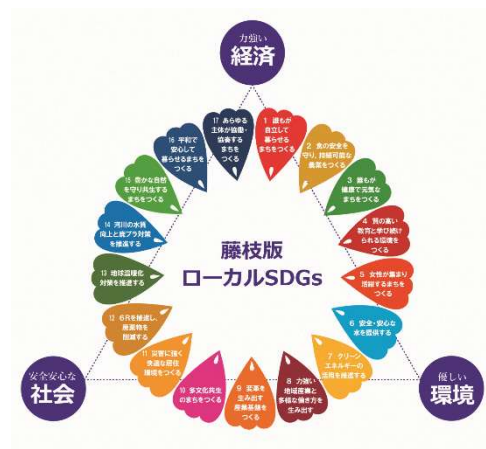 力強い
経済
1 誰もが
自立して
暮らせる
まちをつくる
2 食の安全を
守り、持続可能な
農業をつくる
3 誰もが
健康で元気な
まちをつくる
4 質の高い
教育と学び続け
られる環境を
つくる
5 女性が集まり
活躍するまちを
つくる
6 安全・安心な
水を提供する
7 クリーン
エネルギーの
活用を推進する
8 力強い
地域産業と
多様な働き方を
生み出す
9 変革を
生み出す
産業基盤を
つくる
10 多文化共生
のまちをつくる
11 災害に強く
快適な居住
環境をつくる
12 6Rを推進し、
廃棄物を
削減する
13 地球温暖化
対策を推進する
14 河川の水質
向上と廃プラ対策
を推進する
15 豊かな自然
を守り共生する
まちをつくる
16 平和で
安心して
暮らせるまちを
つくる
17 あらゆる
主体が協働・
協奏する
まちを
つくる
藤枝版
ローカルSDGs
安全安心な
社会
優しい
環境